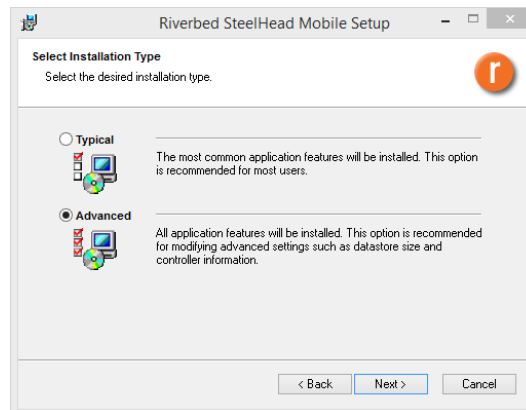 Riverbed SteelHead Mobile Setup
Select Installation Type
Select the desired installation type.
r
Typical
The most common application features will be installed. This option
is recommended for most users.
Advanced
All application features will be installed. This option is recommended
for modifying advanced settings such as datastore size and
controller information.
< Back
Next >
Cancel